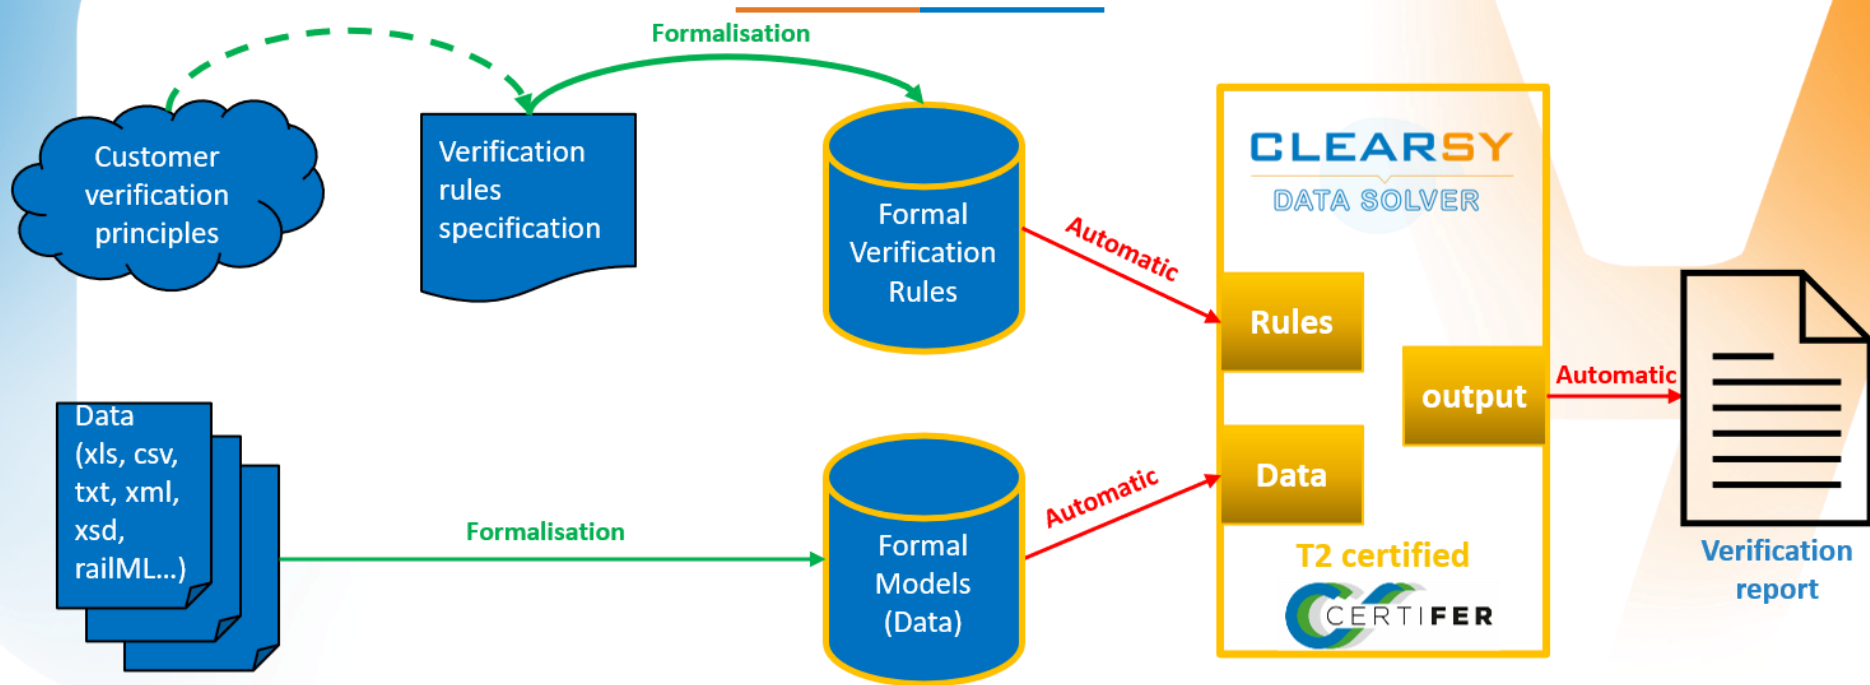 Formalisation
Customer
verification
principles
Verification
rules
specification
Formal
Verification
Rules
Automatic
CLEARSY
DATA SOLVER
Rules
output
Automatic
Data
(xls, csv,
txt, xml,
xsd,
railML...)
Formalisation
Formal
Models
(Data)
Automatic
Data
T2 certified
CERTIFER
Verification
report